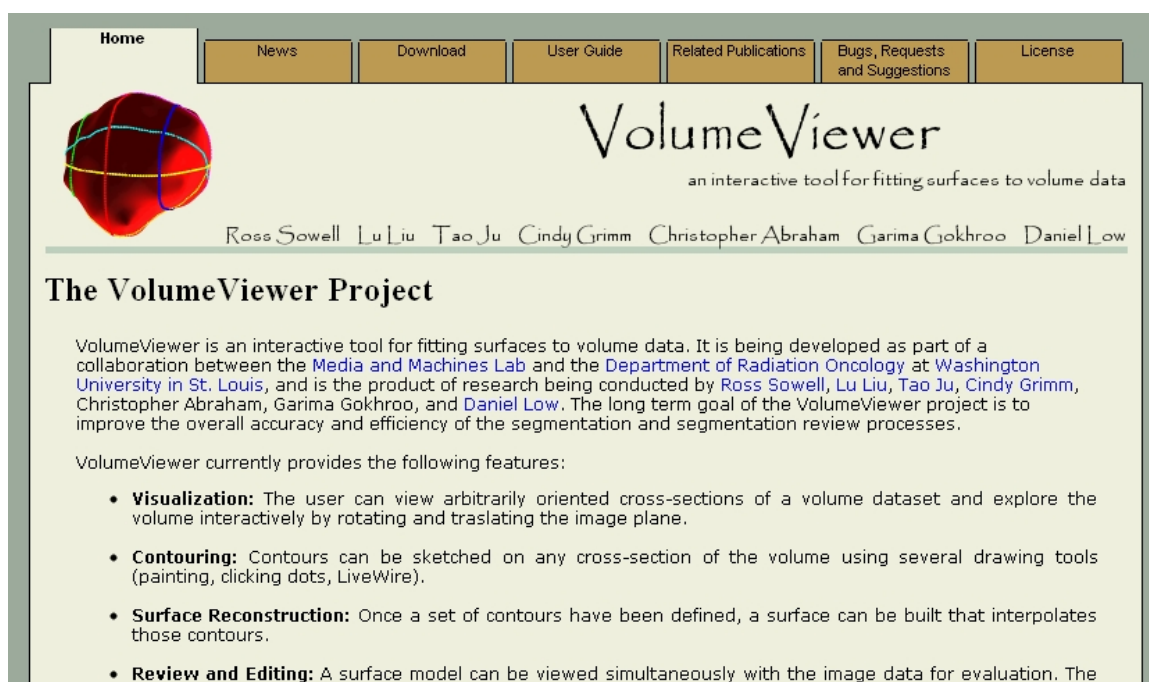 Home
News
Download
User Guide
Related Publications
Bugs, Requests
and Suggestions
License
VolumeViewer
an interactive tool for fitting surfaces to volume data
Ross Sowell Lu Liu Tao Ju Cindy Grimm Christopher Abraham Garima Gokhroo Daniel Low
The VolumeViewer Project
VolumeViewer is an interactive tool for fitting surfaces to volume data. It is being developed as part of a
collaboration between the Media and Machines Lab and the Department of Radiation Oncology at Washington
University in St. Louis, and is the product of research being conducted by Ross Sowell, Lu Liu, Tao Ju, Cindy Grimm,
Christopher Abraham, Garima Gokhroo, and Daniel Low. The long term goal of the VolumeViewer project is to
improve the overall accuracy and efficiency of the segmentation and segmentation review processes.
VolumeViewer currently provides the following features:
• Visualization: The user can view arbitrarily oriented cross-sections of a volume dataset and explore the
volume interactively by rotating and traslating the image plane.
• Contouring: Contours can be sketched on any cross-section of the volume using several drawing tools
(painting, clicking dots, LiveWire).
• Surface Reconstruction: Once a set of contours have been defined, a surface can be built that interpolates
those contours.
• Review and Editing: A surface model can be viewed simultaneously with the image data for evaluation. The